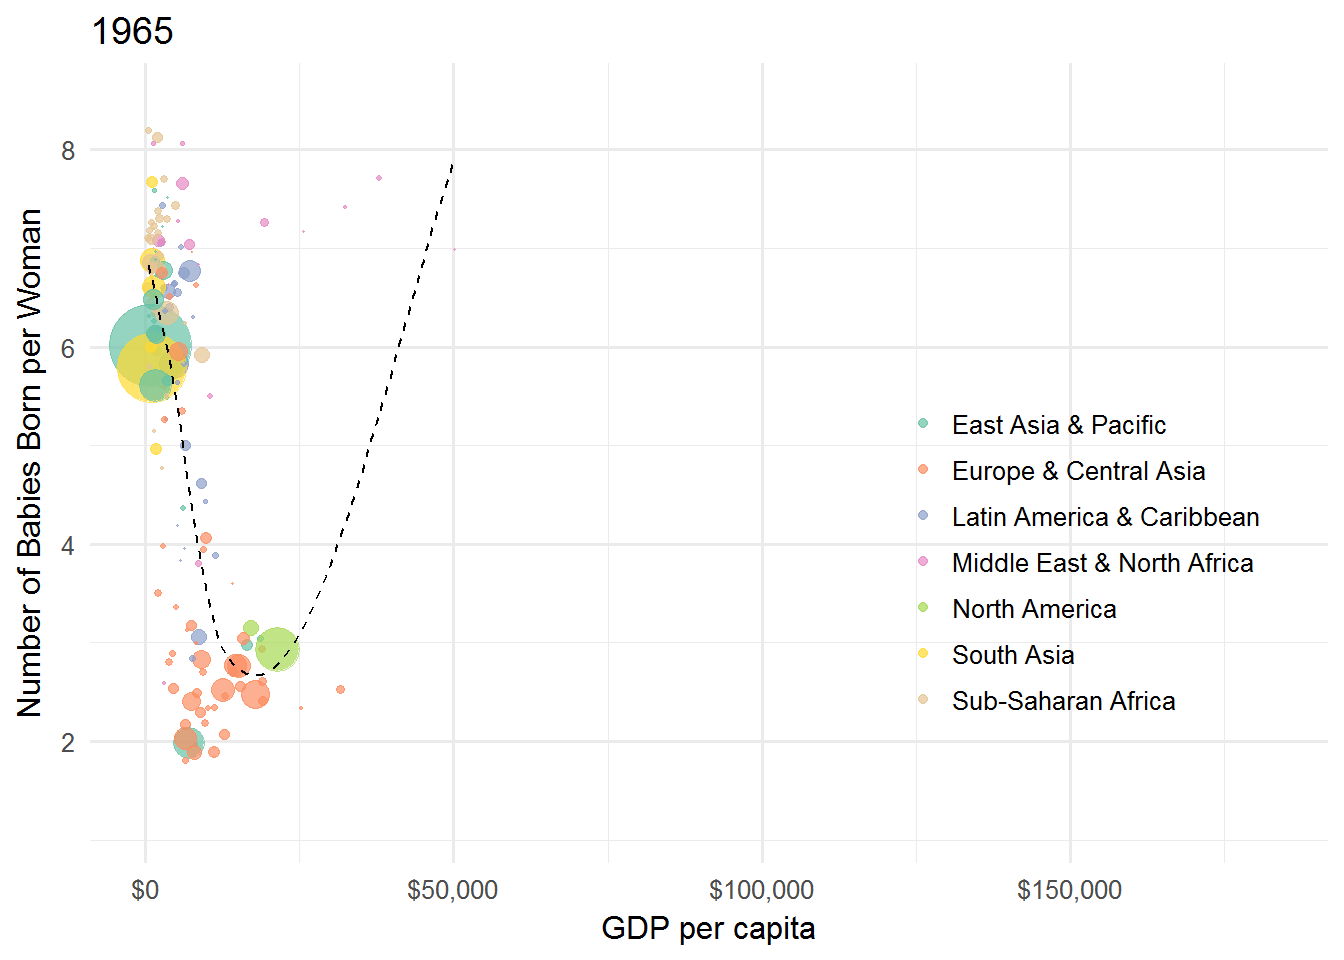 1965
Number of Babies Born per Woman
8
6
4
2
East Asia & Pacific
Europe & Central Asia
Latin America & Caribbean
Middle East & North Africa
North America
South Asia
Sub-Saharan Africa
$0 $50,000 $100,000 $150,000
GDP per capita